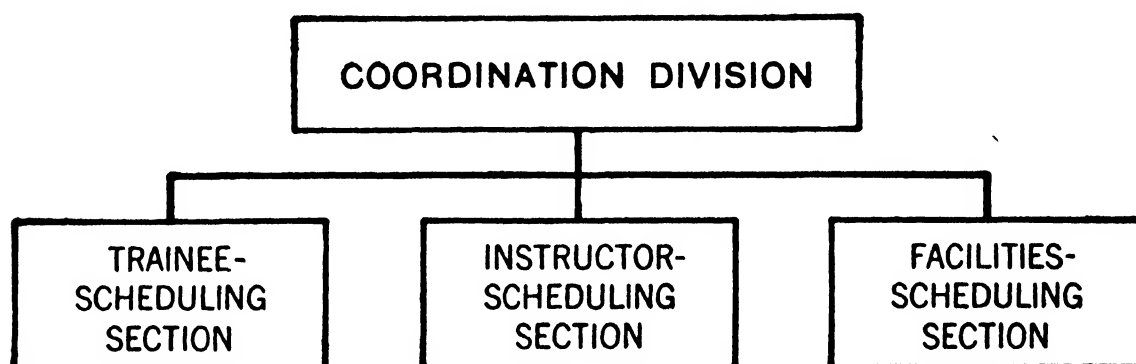 COORDINATION DIVISION
TRAINEE-
SCHEDULING
SECTION
INSTRUCTOR-
SCHEDULING
SECTION
FACILITIES-
SCHEDULING
SECTION